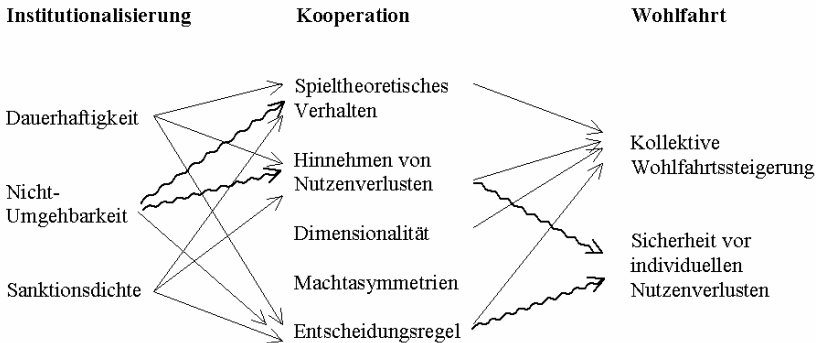 Institutionalisierung
Kooperation
Wohlfahrt
Dauerhaftigkeit
Nicht-
Umgehbarkeit
Sanktionsdichte
Spieltheoretisches
Verhalten
Hinnehmen von
Nutzenverlusten
Dimensionalität
Machtasymmetrien
Entscheidungsregel
Kollektive
Wohlfahrtssteigerung
Sicherheit vor
individuellen
Nutzenverlusten